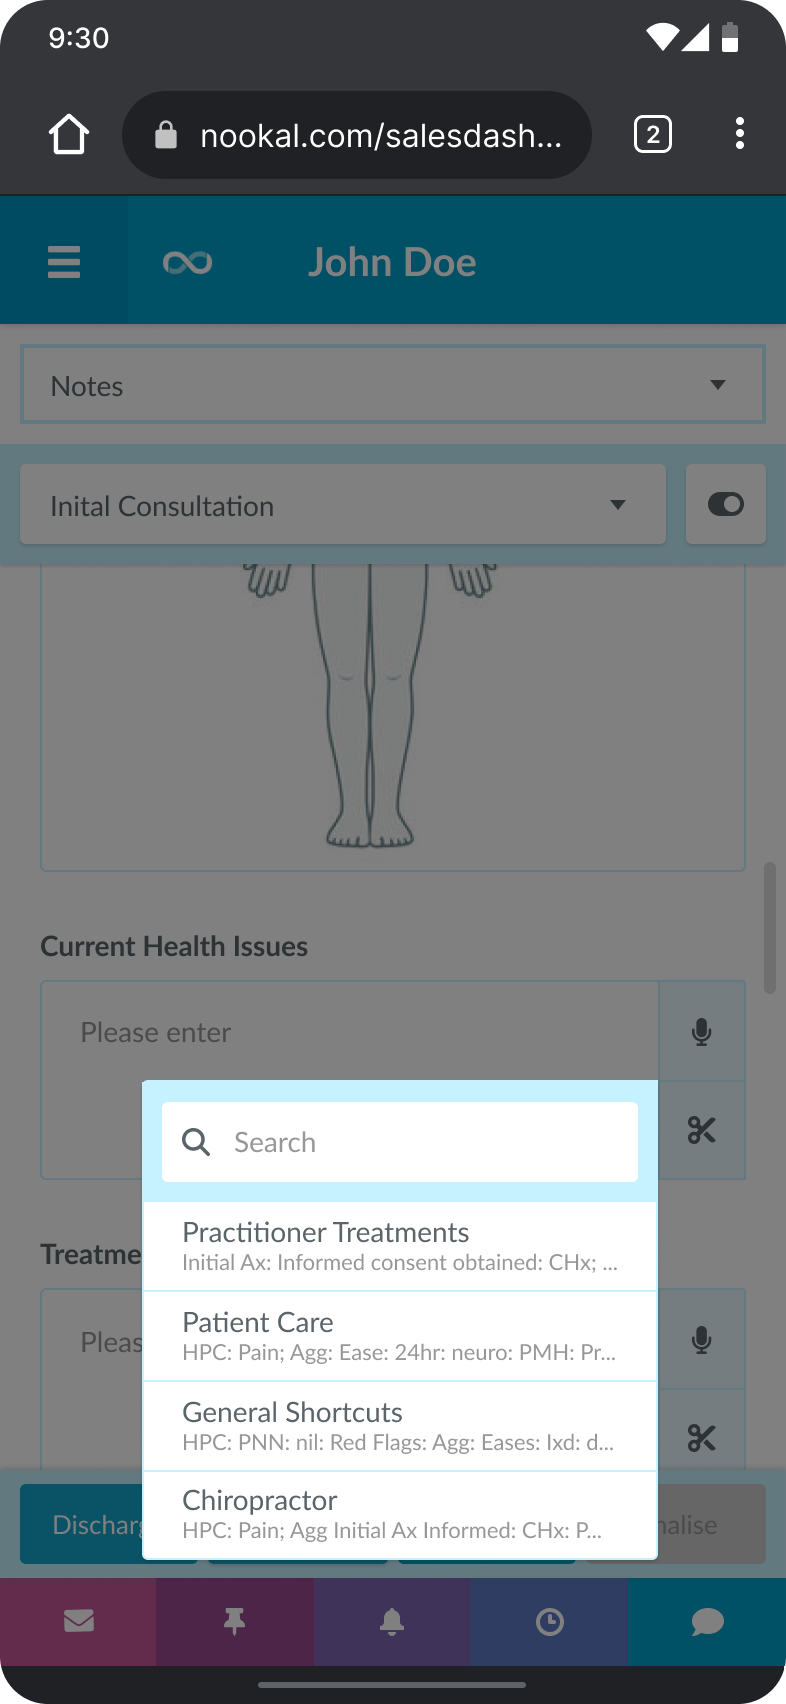 9:30
nookal.com/salesdash...
2
John Doe
Notes
Inital Consultation
Current Health Issues
Please enter
Search
Practitioner Treatments
Initial Ax: Informed consent obtained: CHx; ...
Treatme
Patient Care
HPC: Pain; Agg: Ease: 24hr: neuro: PMH: Pr...
Pleas
General Shortcuts
HPC: PNN: nil: Red Flags: Agg: Eases: Ixd: d...
Chiropractor
HPC: Pain; Agg Initial Ax Informed: CHx: P...
Discharg
nalise